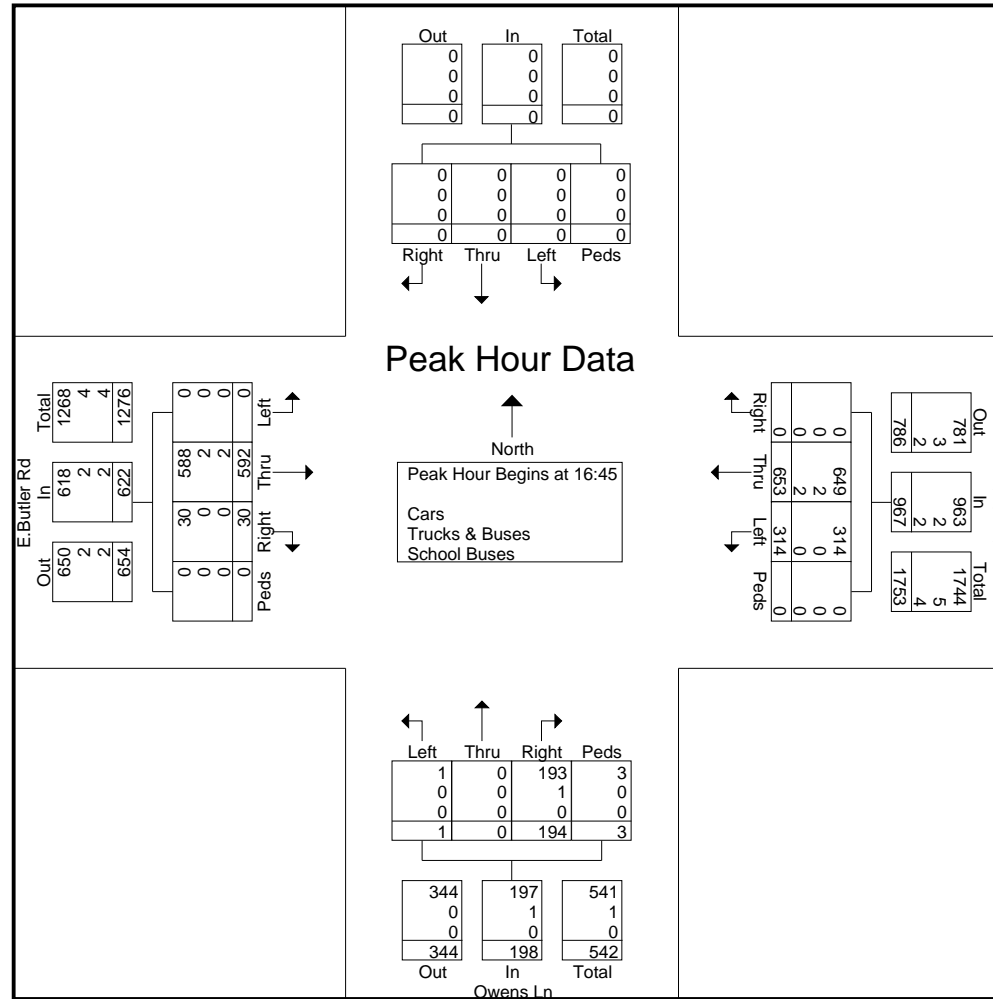 Out In Total
0 0 0
0 0 0
0 0 0
0 0 0
0 0 0 0
0 0 0 0
0 0 0 0
0 0 0 0
Right Thru Left Peds
Peak Hour Data
North
Peak Hour Begins at 16:45
Cars
Trucks & Buses
School Buses
E.Butler Rd
Out In Total
650 618 1268
2 2 4
2 2 4
654 622 1276
0 30 588 0
0 0 2 0
0 0 2 0
0 30 592 0
Peds Right Thru Left
Out In Total
781 963 1744
3 2 5
2 2 4
786 967 1753
0 649 314 0
0 2 0 0
0 2 0 0
0 653 314 0
Right Thru Left Peds
Left Thru Right Peds
1 0 193 3
0 0 1 0
0 0 0 0
1 0 194 3
344 197 541
0 1 1
0 0 0
344 198 542
Out In Total
Owens Ln